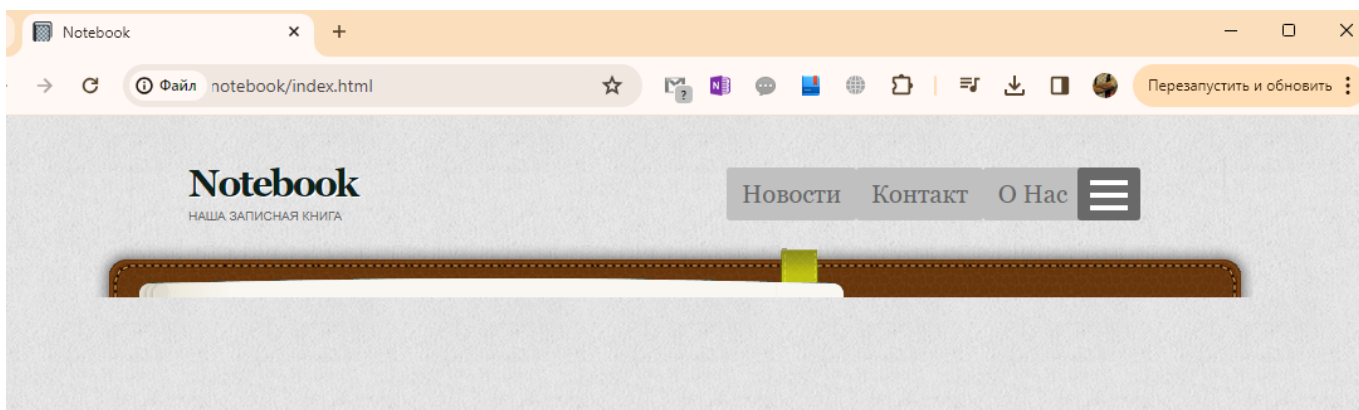 Notebook
Файл notebook/index.html
?
N
Перезапустить и обновить
Notebook
НАША ЗАПИСНАЯ КНИГА
Новости Контакт О Нас